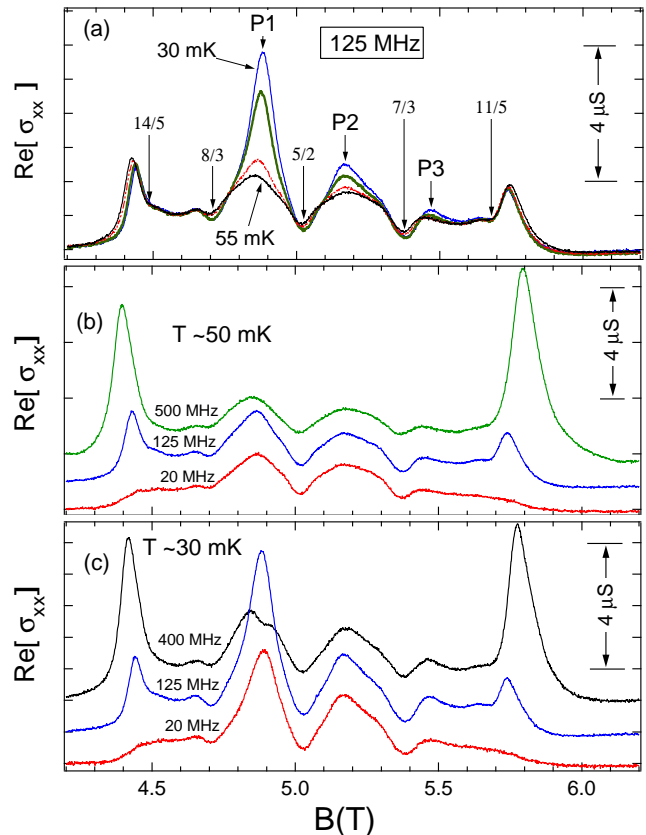 (a)
P1
125 MHz
30 mK
4 µS
Re[ σxx]
14/5
8/3
5/2
P2
7/3
P3
11/5
55 mK
(b)
T ~50 mK
4 µS
Re[ σxx]
500 MHz
125 MHz
20 MHz
(c)
T ~30 mK
4 µS
Re[ σxx]
400 MHz
125 MHz
20 MHz
4.5 5.0 5.5 6.0
B(T)